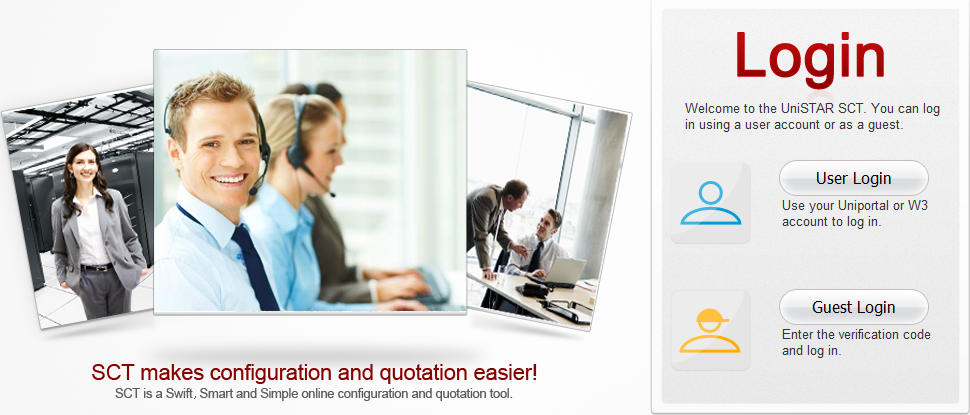 Login
Welcome to the UniSTAR SCT. You can log
in using a user account or as a guest.
User Login
Use your Uniportal or W3
account to log in.
Guest Login
Enter the verification code
and log in.
SCT makes configuration and quotation easier!
SCT is a Swift, Smart and Simple online configuration and quotation tool.